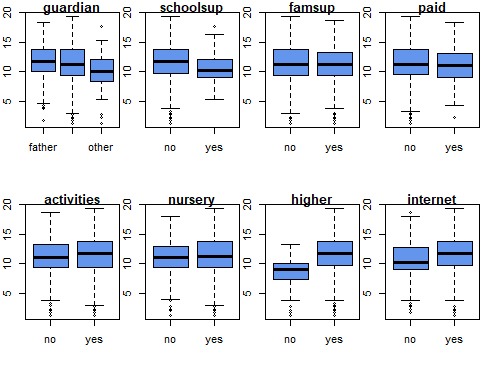 guardian schoolsup famsup paid
20 20 20 20
15 15 15 15
10 10 10 10
5 5 5 5
father other no yes no yes no yes
activities nursery higher internet
20 20 20 20
15 15 15 15
10 10 10 10
5 5 5 5
no yes no yes no yes no yes